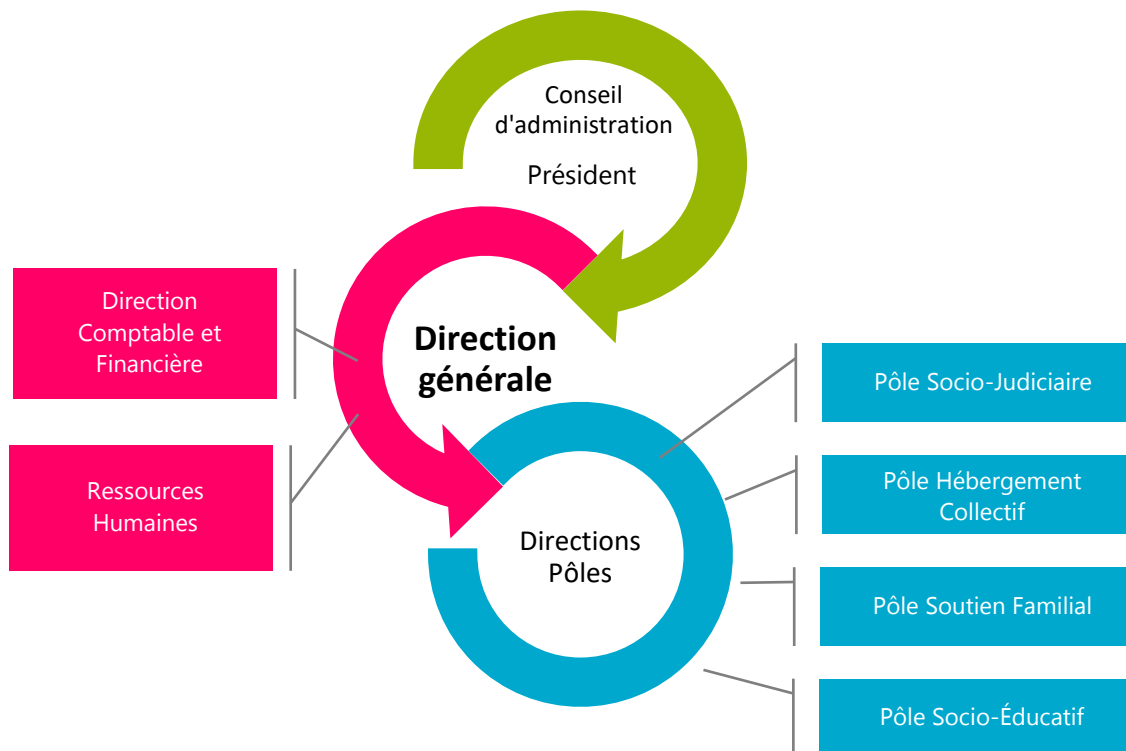 Conseil
d'administration
Président
Direction
générale
Direction
Comptable et
Financière
Ressources
Humaines
Directions
Pôles
Pôle Socio-Judiciaire
Pôle Hébergement
Collectif
Pôle Soutien Familial
Pôle Socio-Éducatif